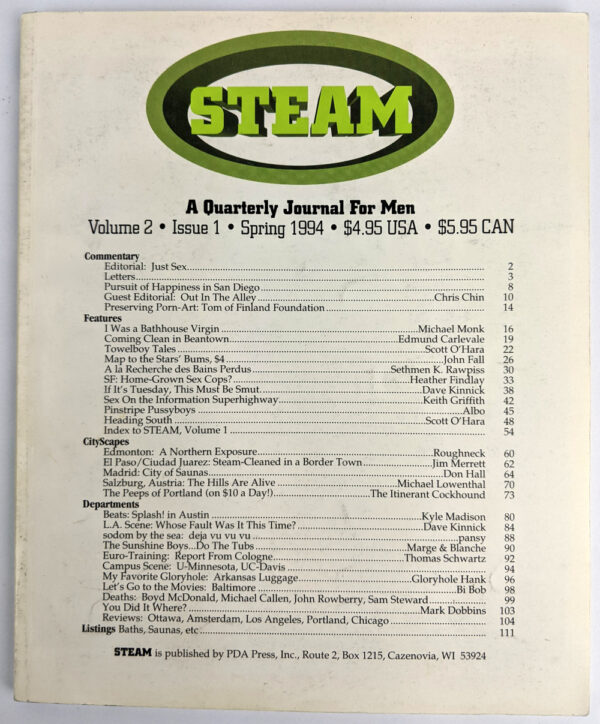 STEAM
A Quarterly Journal For Men
Volume 2 • Issue 1 • Spring 1994 • $4.95 USA • $5.95 CAN
Commentary
Editorial: Just Sex 2
Letters 3
Pursuit of Happiness in San Diego 8
Guest Editorial: Out In The Alley Chris Chin 10
Preserving Porn-Art: Tom of Finland Foundation 14
Features
I Was a Bathhouse Virgin Michael Monk 16
Coming Clean in Beantown Edmund Carlevale 19
Towelboy Tales Scott O'Hara 22
Map to the Stars' Bums, $4 John Fall 26
A la Recherche des Bains Perdus Sethmen K. Rawpiss 30
SF: Home-Grown Sex Cops? Heather Findlay 33
If It's Tuesday, This Must Be Smut Dave Kinnick 38
Sex On the Information Superhighway Keith Griffith 42
Pinstripe Pussyboys Albo 45
Heading South Scott O'Hara 48
Index to STEAM, Volume 1 54
CityScapes
Edmonton: A Northern Exposure Roughneck 60
El Paso/Ciudad Juarez: Steam-Cleaned in a Border Town Jim Merrett 62
Madrid: City of Saunas Don Hall 64
Salzburg, Austria: The Hills Are Alive Michael Lowenthal 70
The Peeps of Portland (on $10 a Day!) The Itinerant Cockhound 73
Departments
Beats: Splash! in Austin Kyle Madison 80
L.A. Scene: Whose Fault Was It This Time? Dave Kinnick 84
sodom by the sea: deja vu vu vu pansy 88
The Sunshine Boys...Do The Tubs Marge & Blanche 90
Euro-Training: Report From Cologne Thomas Schwartz 92
Campus Scene: U-Minnesota, UC-Davis 94
My Favorite Gloryhole: Arkansas Luggage Gloryhole Hank 96
Let's Go to the Movies: Baltimore Bi Bob 98
Deaths: Boyd McDonald, Michael Callen, John Rowberry, Sam Steward 99
You Did It Where? Mark Dobbins 103
Reviews: Ottawa, Amsterdam, Los Angeles, Portland, Chicago 104
Listings Baths, Saunas, etc 111
STEAM is published by PDA Press, Inc., Route 2, Box 1215, Cazenovia, WI 53924